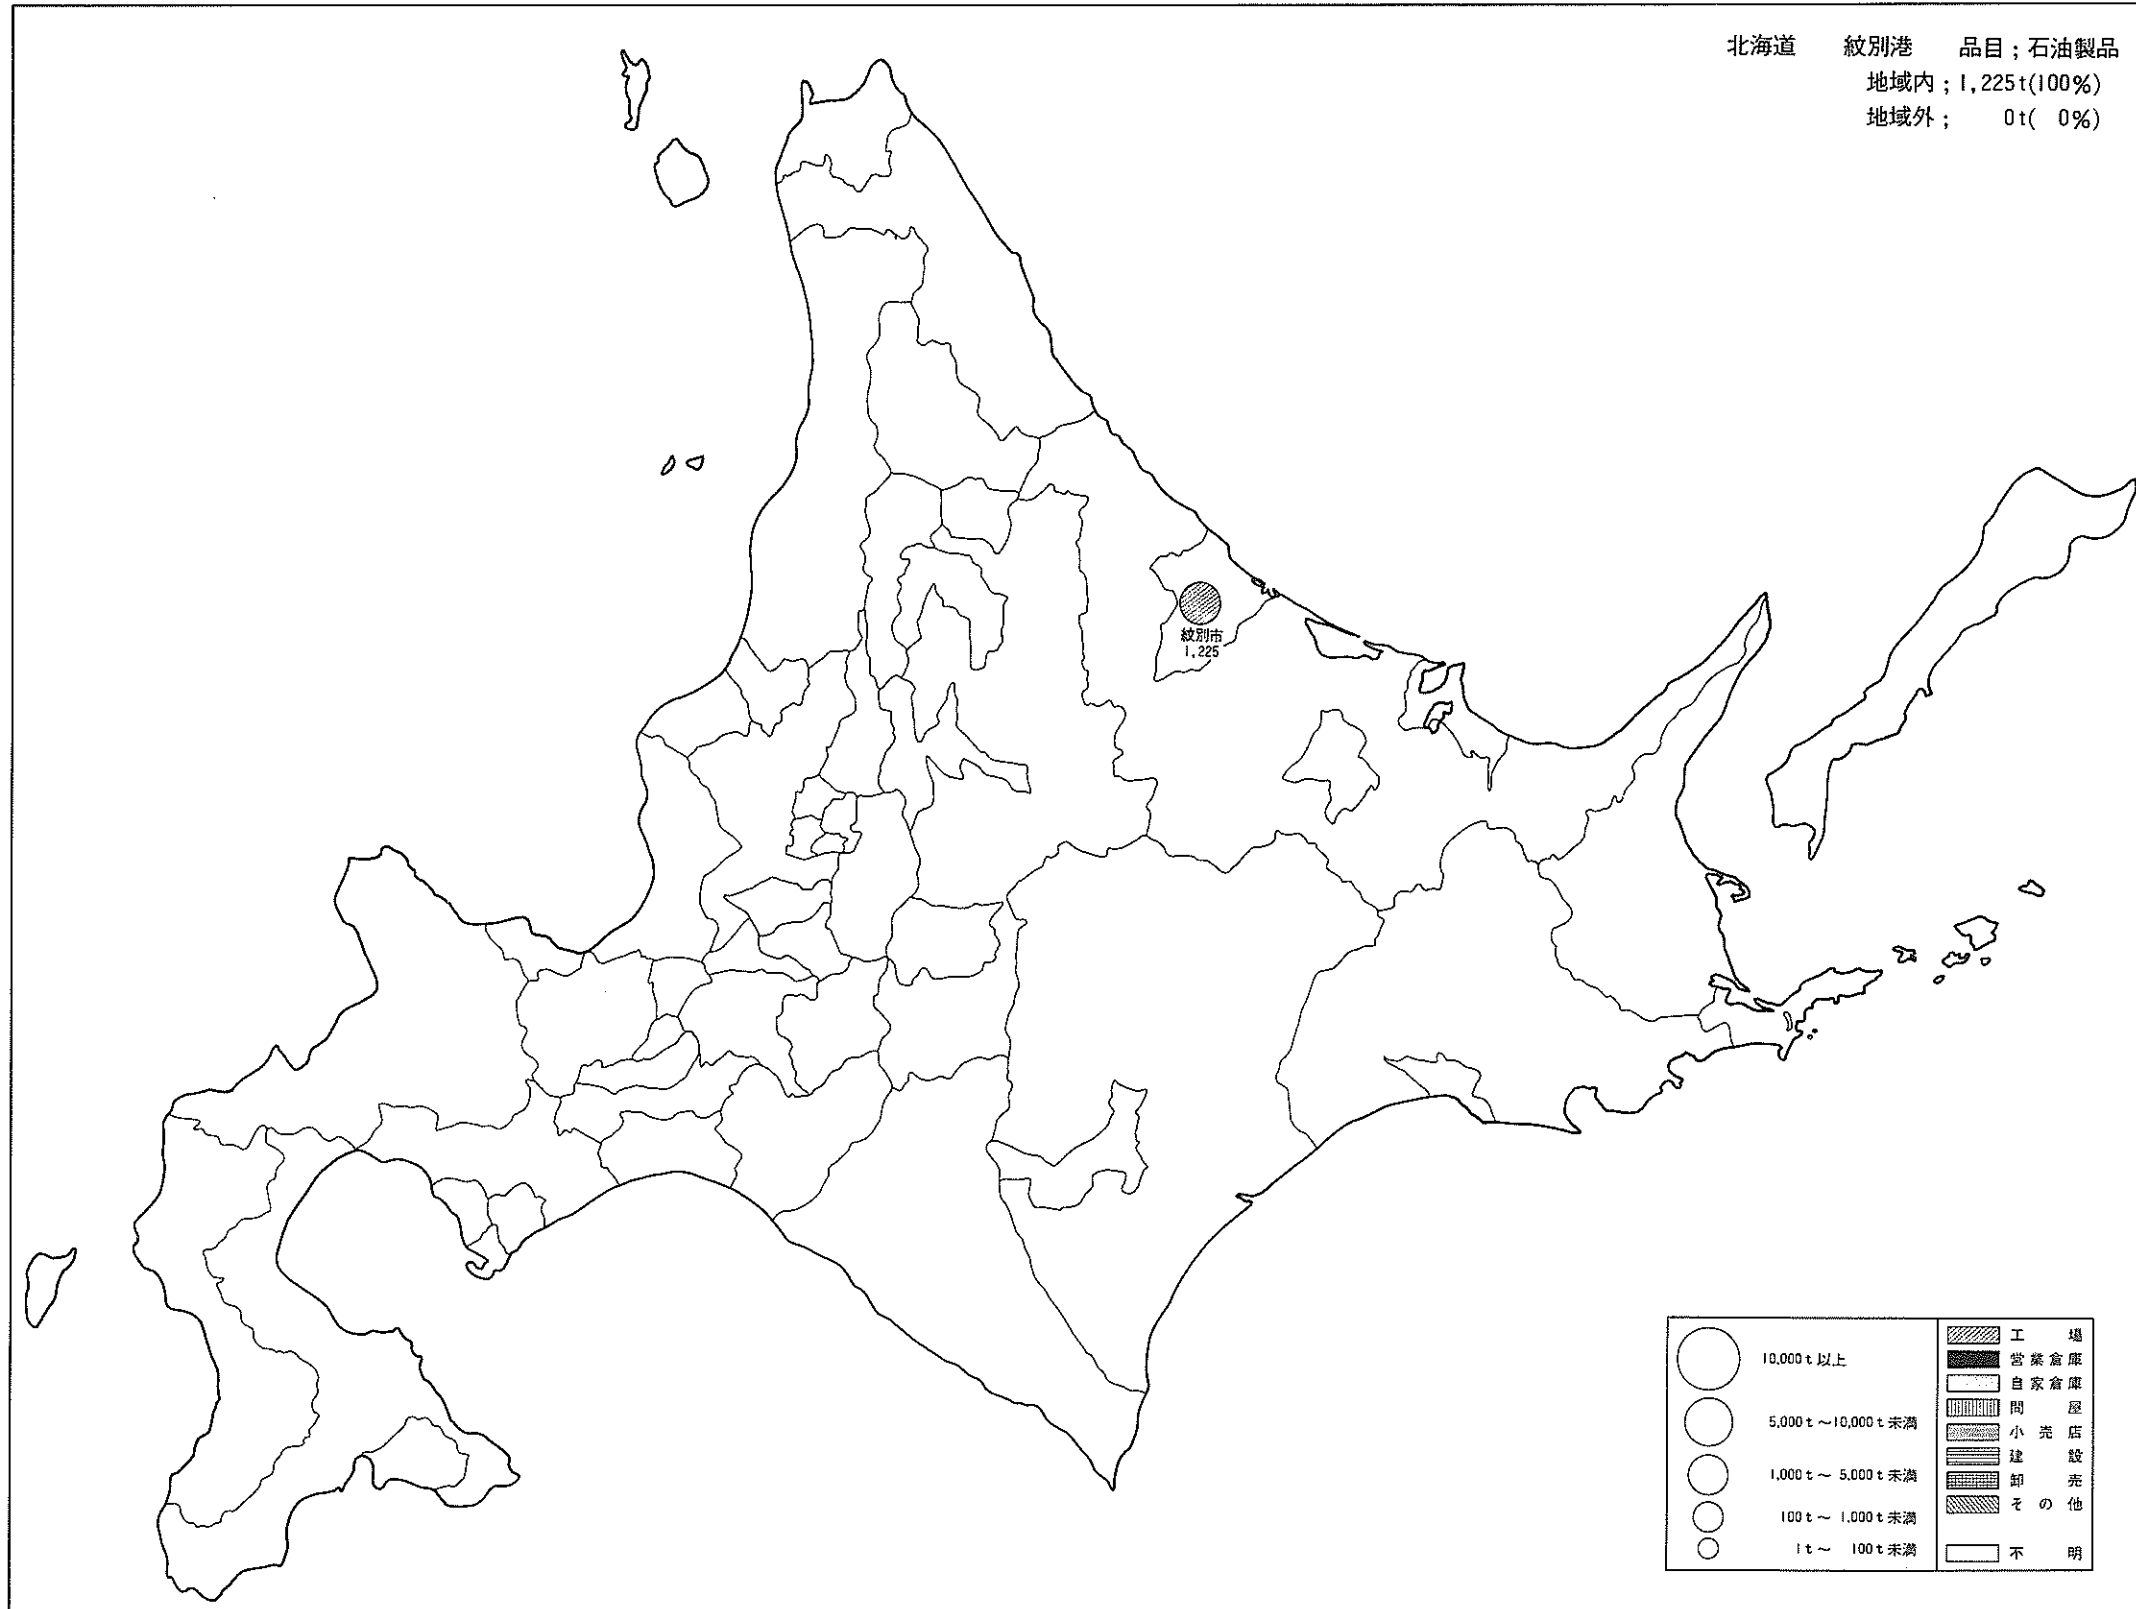 北海道 紋別港 品目;石油製品
地域内;1,225t(100%)
地域外; 0t( 0%)
紋別市
1,225
10,000t以上
5,000t~10,000t未満
1,000t~ 5,000t未満
100t~ 1,000t未満
1t~ 100t未満
工場
営業倉庫
自家倉庫
問屋
小売店
建設
卸売
その他
不明